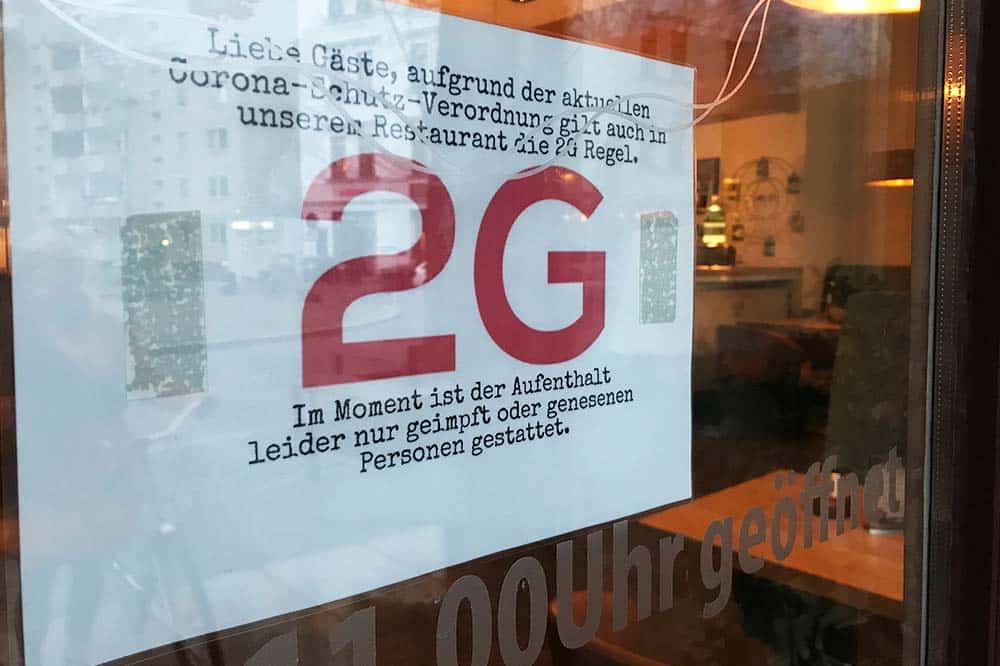 Liebe Gäste, aufgrund der aktuellen
Corona-Schutz-Verordnung gilt auch in
unserem Restaurant die 2G Regel.
2G
Im Moment ist der Aufenthalt
leider nur geimpft oder genesenen
Personen gestattet.
00Uhr geöffnet